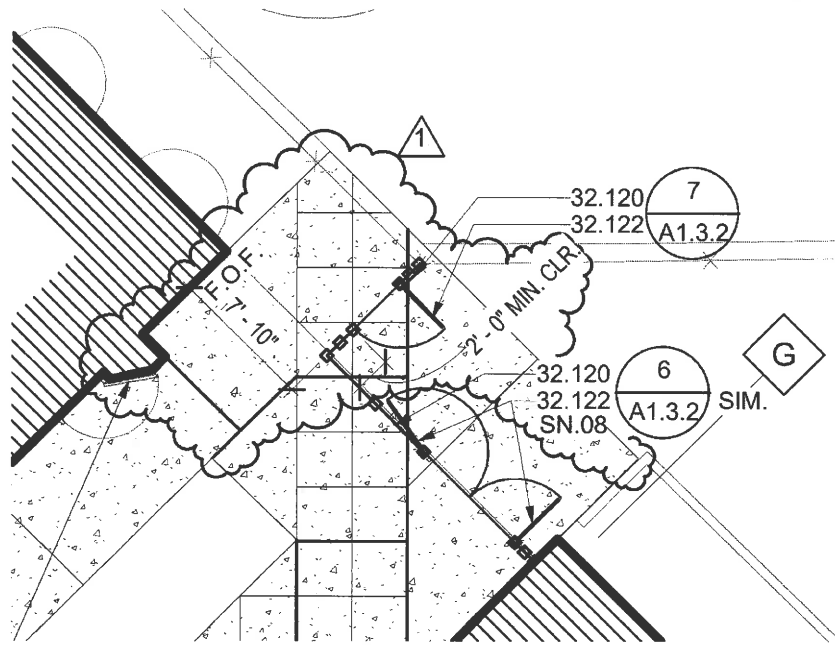 1
32.120
32.122
7
A1.3.2
F.O.F.
7' - 10"
2' - 0" MIN. CLR.
32.120
32.122
SN.08
6
A1.3.2
SIM.
G